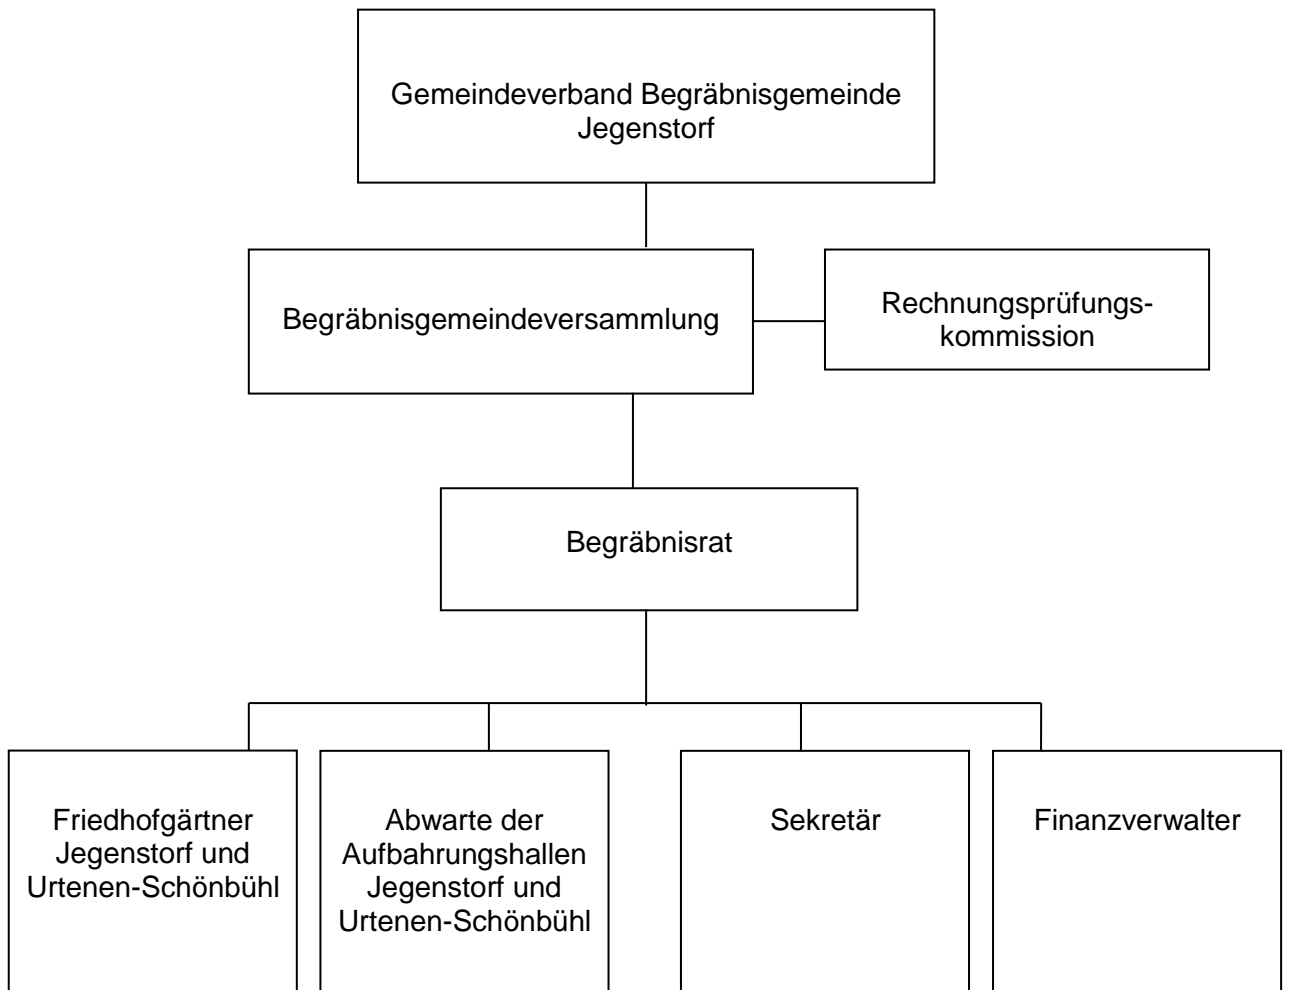 Gemeindeverband Begräbnisgemeinde
Jegenstorf
Begräbnisgemeindeversammlung
Rechnungsprüfungs-
kommission
Begräbnisrat
Friedhofgärtner
Jegenstorf und
Urtenen-Schönbühl
Abwarte der
Aufbahrungshallen
Jegenstorf und
Urtenen-Schönbühl
Sekretär
Finanzverwalter